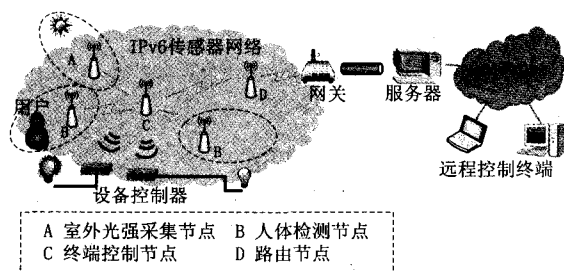 IPv6传感器网络
A
D
网关
服务器
用户
B
C
B
远程控制终端
设备控制器
A 室外光强采集节点 B 人体检测节点
C 终端控制节点 D 路由节点